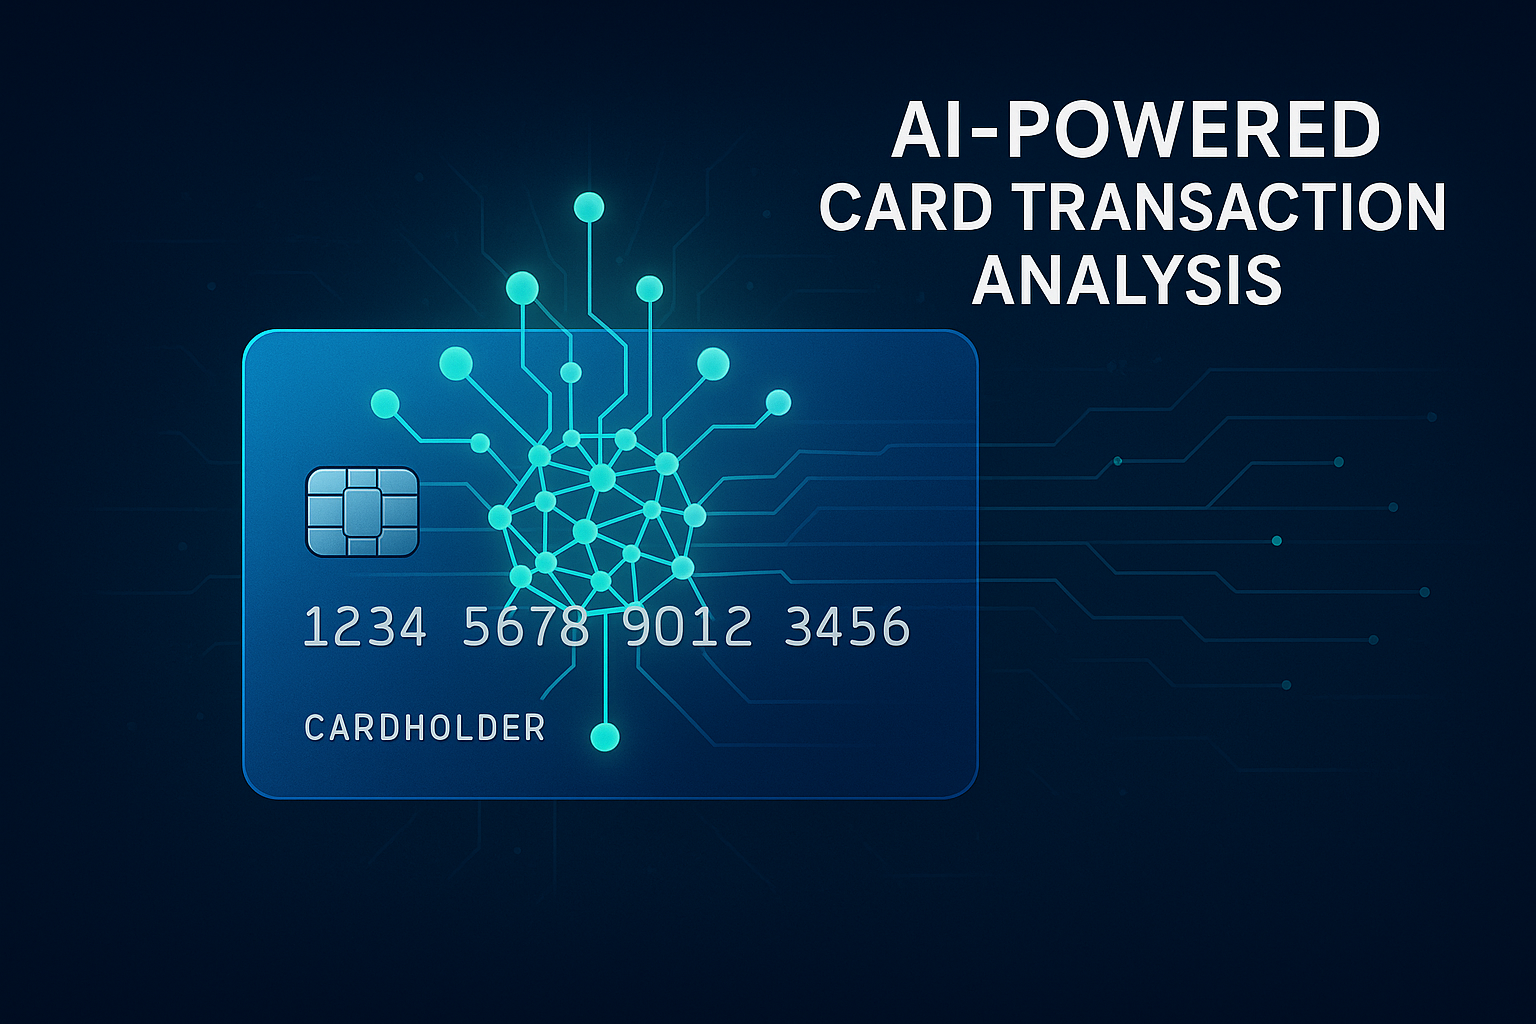 AI-POWERED
CARD TRANSACTION
ANALYSIS
1234 5678 9012 3456
CARDHOLDER